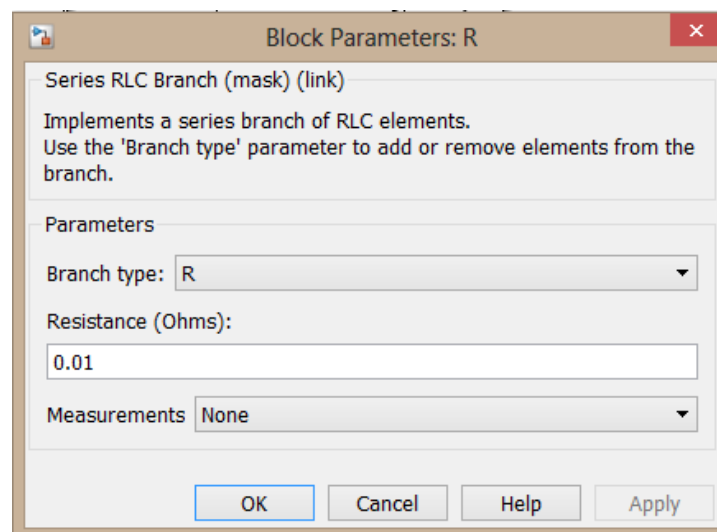 Block Parameters: R
Series RLC Branch (mask) (link)
Implements a series branch of RLC elements.
Use the 'Branch type' parameter to add or remove elements from the
branch.
Parameters
Branch type: R
Resistance (Ohms):
0.01
Measurements None
OK Cancel Help Apply